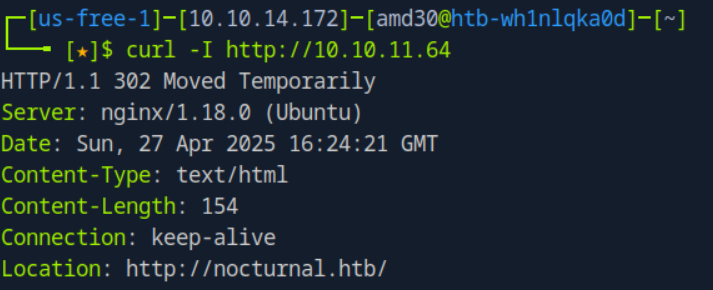 [us-free-1]-[10.10.14.172]-[amd30@htb-wh1nlqka0d]-[~]
[★]$ curl -I http://10.10.11.64
HTTP/1.1 302 Moved Temporarily
Server: nginx/1.18.0 (Ubuntu)
Date: Sun, 27 Apr 2025 16:24:21 GMT
Content-Type: text/html
Content-Length: 154
Connection: keep-alive
Location: http://nocturnal.htb/